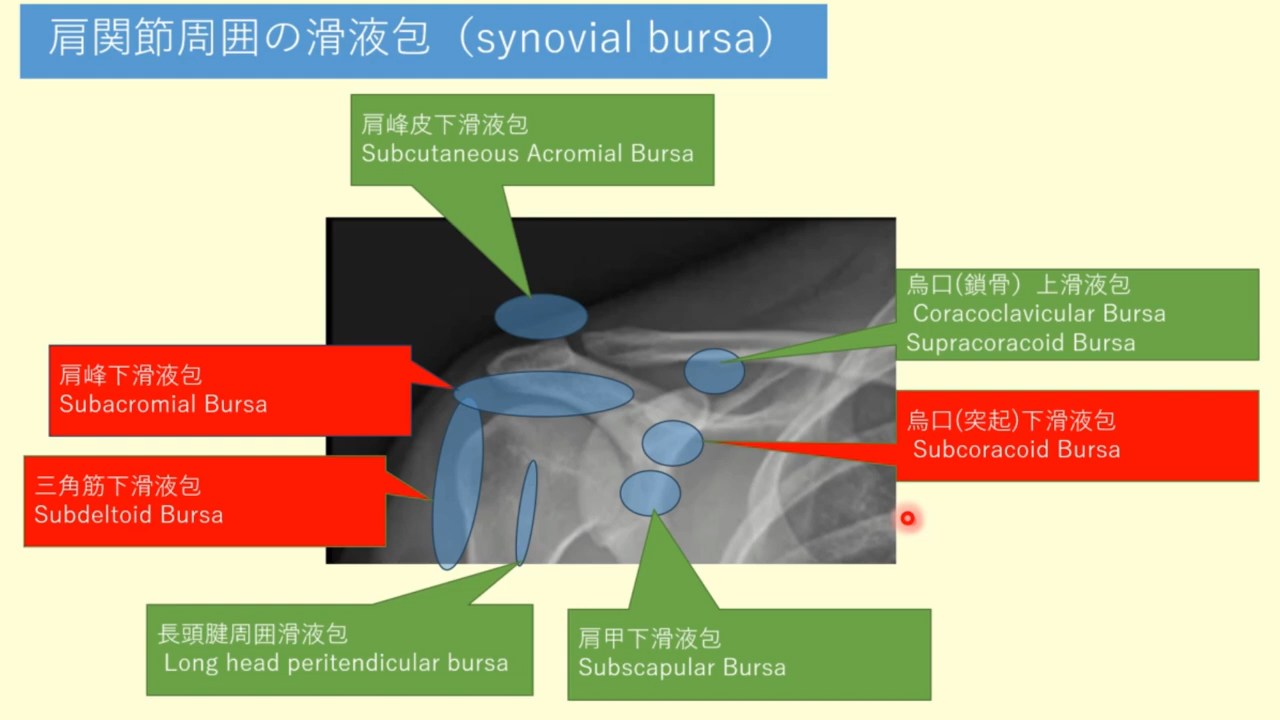 肩関節周囲の滑液包（synovial bursa）
肩峰皮下滑液包
Subcutaneous Acromial Bursa
烏口(鎖骨）上滑液包
Coracoclavicular Bursa
Supracoracoid Bursa
肩峰下滑液包
Subacromial Bursa
烏口(突起)下滑液包
Subcoracoid Bursa
三角筋下滑液包
Subdeltoid Bursa
長頭腱周囲滑液包
Long head peritendicular bursa
肩甲下滑液包
Subscapular Bursa